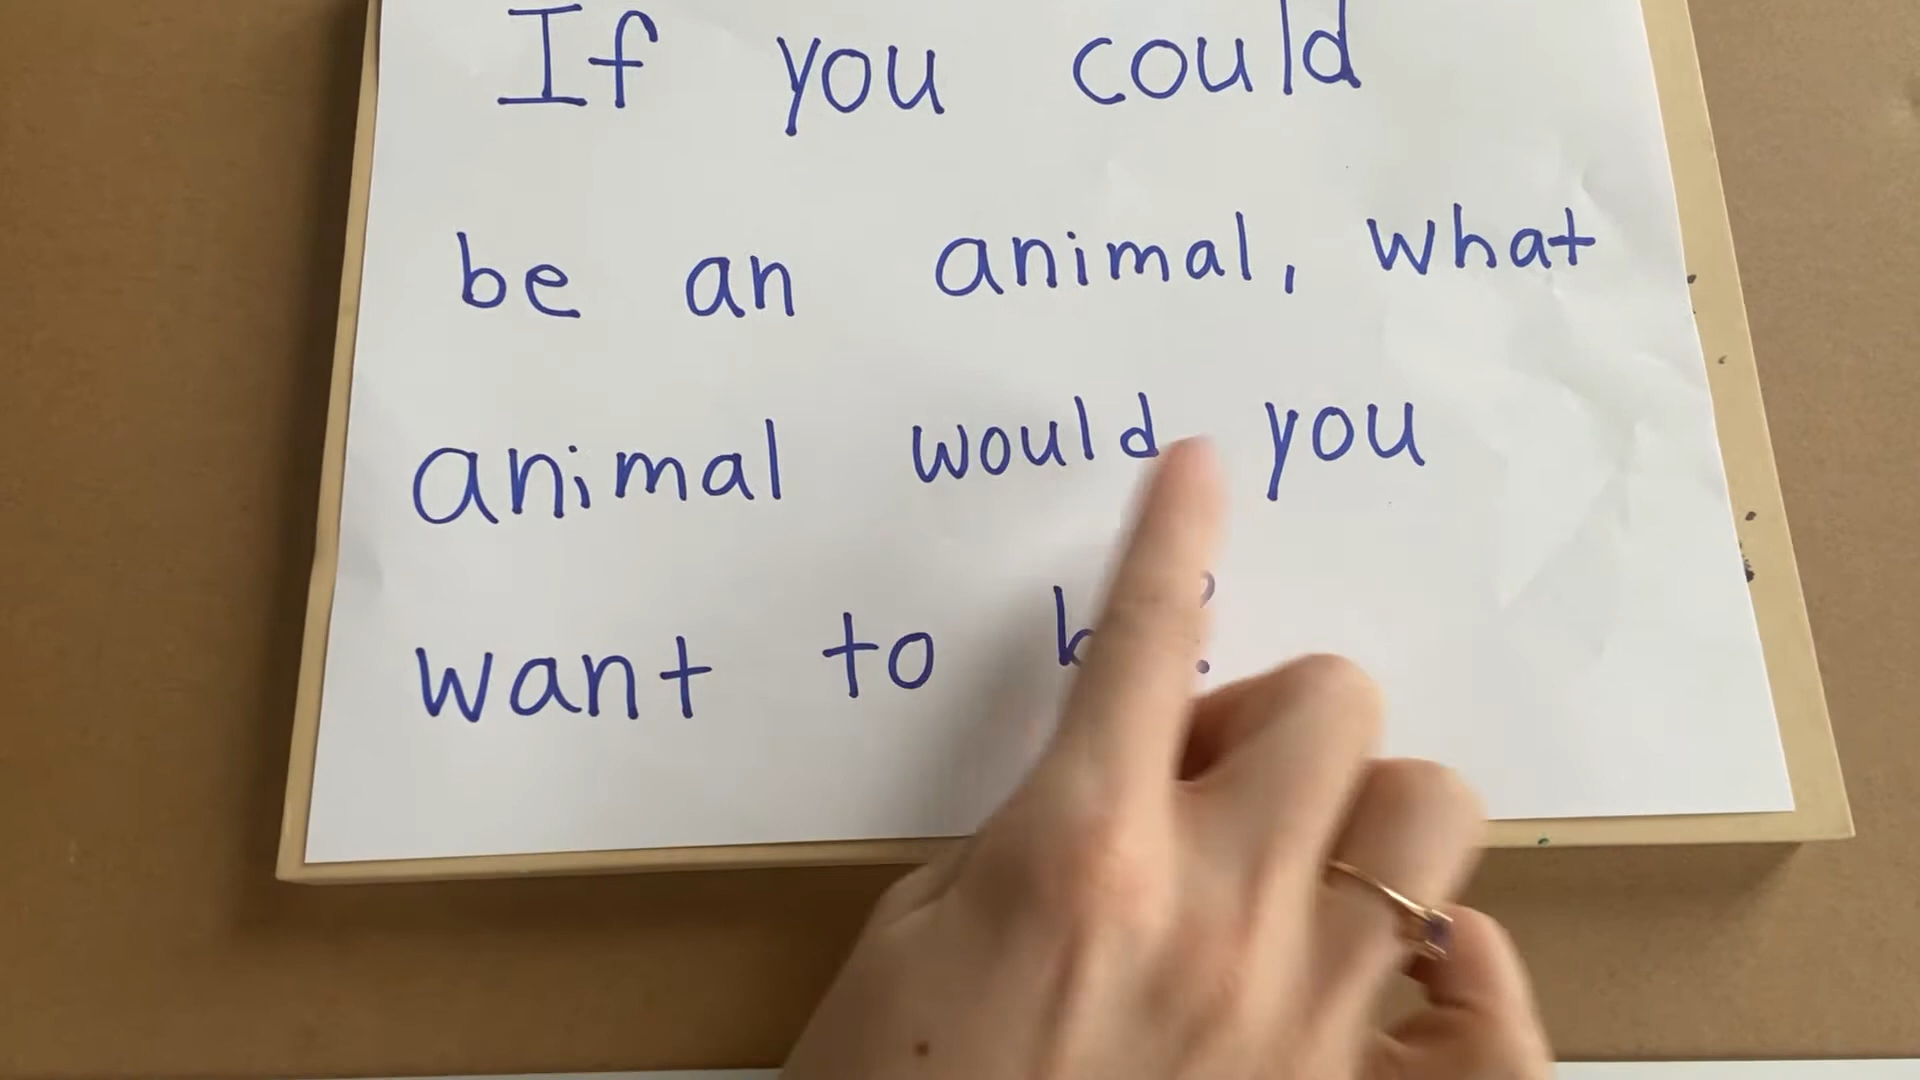 If you could
be an animal, what
animal would you
want to